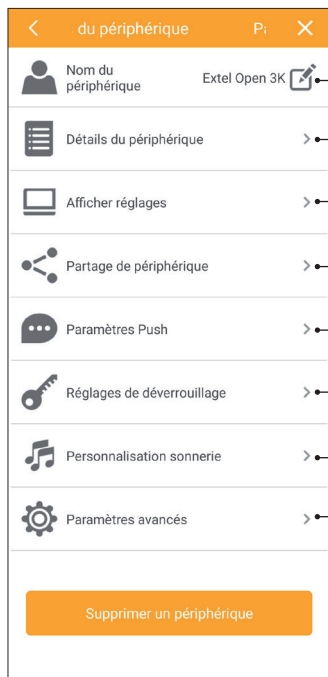 du périphérique Pa
Nom du
périphérique
Extel Open 3K
Détails du périphérique
Afficher réglages
Partage de périphérique
Paramètres Push
Réglages de déverrouillage
Personnalisation sonnerie
Paramètres avancés
Supprimer un périphérique